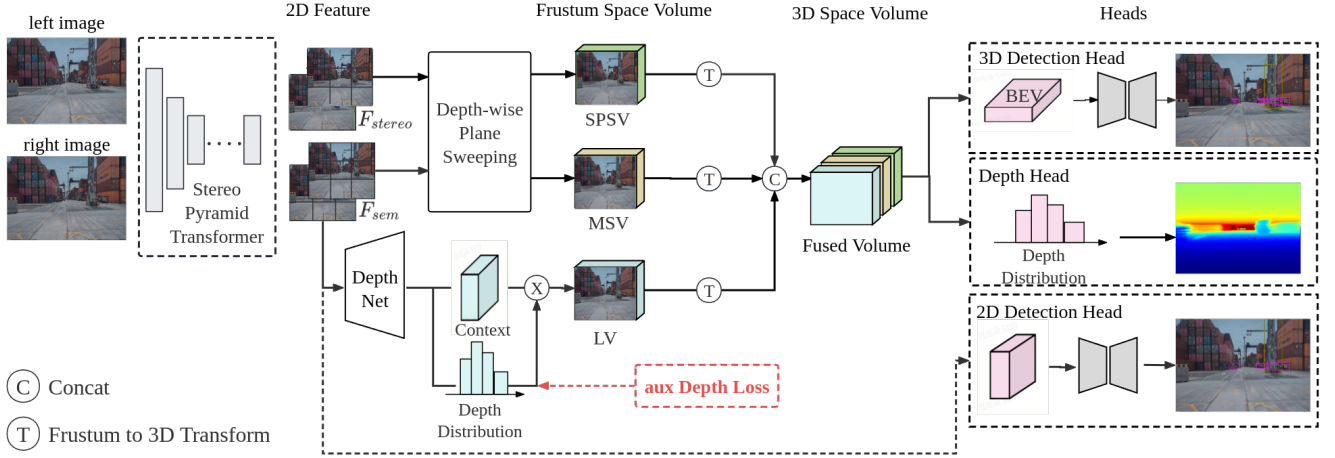 2D Feature
Frustum Space Volume
3D Space Volume
Heads
left image
right image
Stereo
Pyramid
Transformer
F_stereo
F_sem
Depth-wise
Plane
Sweeping
SPSV
MSV
LV
T
T
T
C
X
Depth
Net
Context
Depth
Distribution
aux Depth Loss
Fused Volume
3D Detection Head
BEV
Depth Head
Depth
Distribution
2D Detection Head
C Concat
T Frustum to 3D Transform